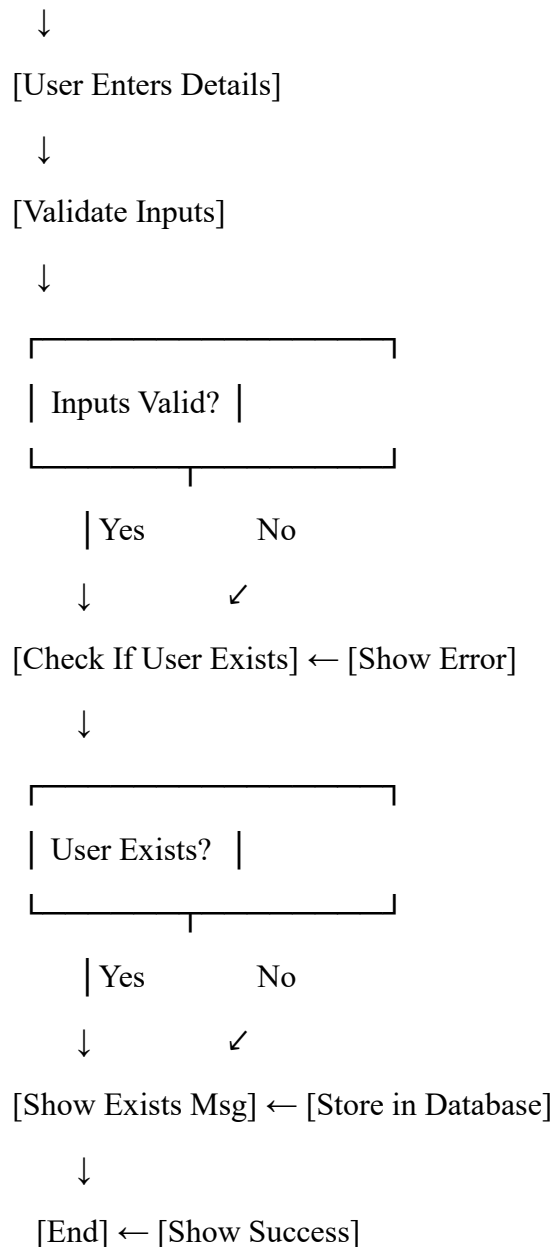 ↓
[User Enters Details]
↓
[Validate Inputs]
↓
┌──────────────────┐
│ Inputs Valid? │
└───────┬──────────┘
│Yes No
↓ ↙
[Check If User Exists] ← [Show Error]
↓
┌──────────────────┐
│ User Exists? │
└───────┬──────────┘
│Yes No
↓ ↙
[Show Exists Msg] ← [Store in Database]
↓
[End] ← [Show Success]